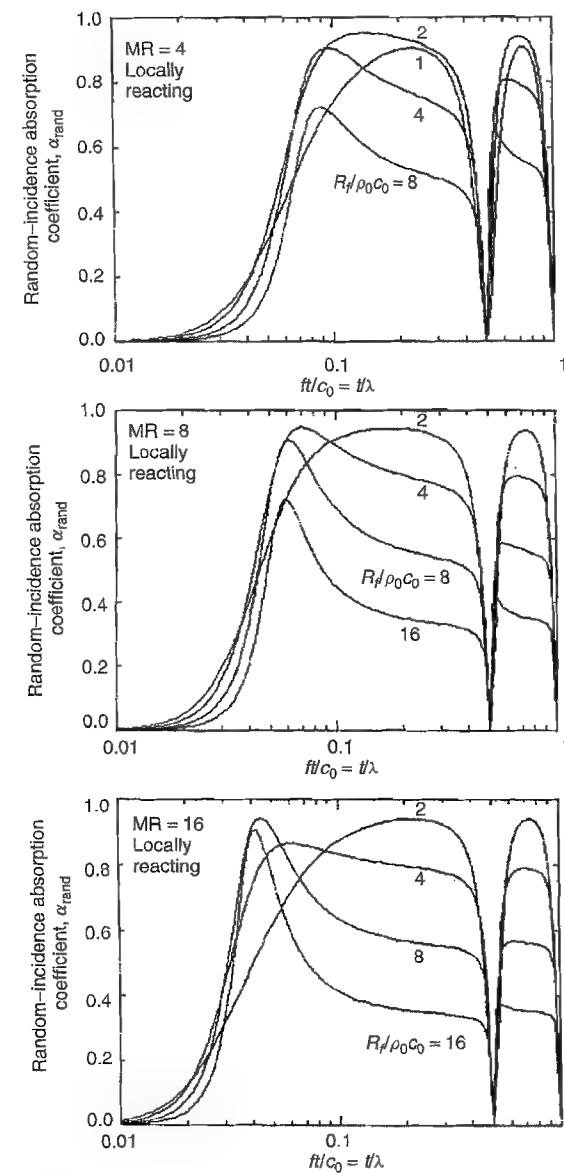 1.0
0.8
0.6
0.4
0.2
0.0
Random–incidence absorption
coefficient, αrand
MR = 4
Locally
reacting
2
1
4
Rf/ρ0c0 = 8
0.01
0.1
1
ft/c0 = t/λ
1.0
0.8
0.6
0.4
0.2
0.0
Random–incidence absorption
coefficient, αrand
MR = 8
Locally
reacting
2
4
Rf/ρ0c0 = 8
16
0.01
0.1
1
ft/c0 = t/λ
1.0
0.8
0.6
0.4
0.2
0.0
Random–incidence absorption
coefficient, αrand
MR = 16
Locally
reacting
2
4
8
Rf/ρ0c0 = 16
0.01
0.1
1
ft/c0 = t/λ